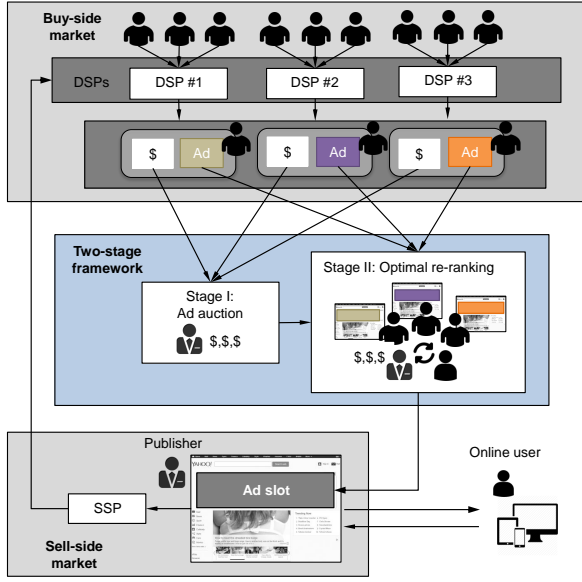 Buy-side
market
DSPs
DSP #1
DSP #2
DSP #3
$
Ad
$
Ad
$
Ad
Two-stage
framework
Stage I:
Ad auction
$,$,$
Stage II: Optimal re-ranking
$,$,$
Publisher
YAHOO!
Ad slot
SSP
Sell-side
market
Online user